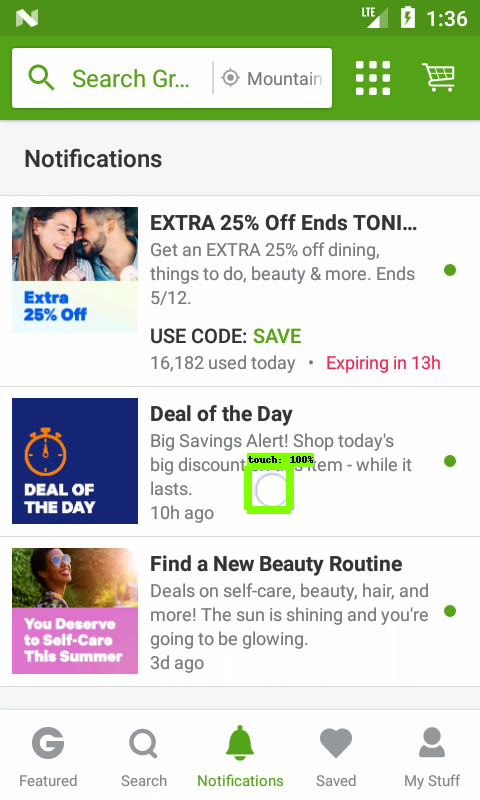 LTE
1:36
Search Gr...
Mountain
Notifications
EXTRA 25% Off Ends TONI...
Get an EXTRA 25% off dining,
things to do, beauty & more. Ends
5/12.
Extra
25% Off
USE CODE: SAVE
16,182 used today • Expiring in 13h
Deal of the Day
Big Savings Alert! Shop today's
touch: 100%
big discount item - while it
lasts.
10h ago
DEAL OF
THE DAY
Find a New Beauty Routine
Deals on self-care, beauty, hair, and
more! The sun is shining and you're
going to be glowing.
3d ago
You Deserve
to Self-Care
This Summer
G
Featured
Search
Notifications
Saved
My Stuff